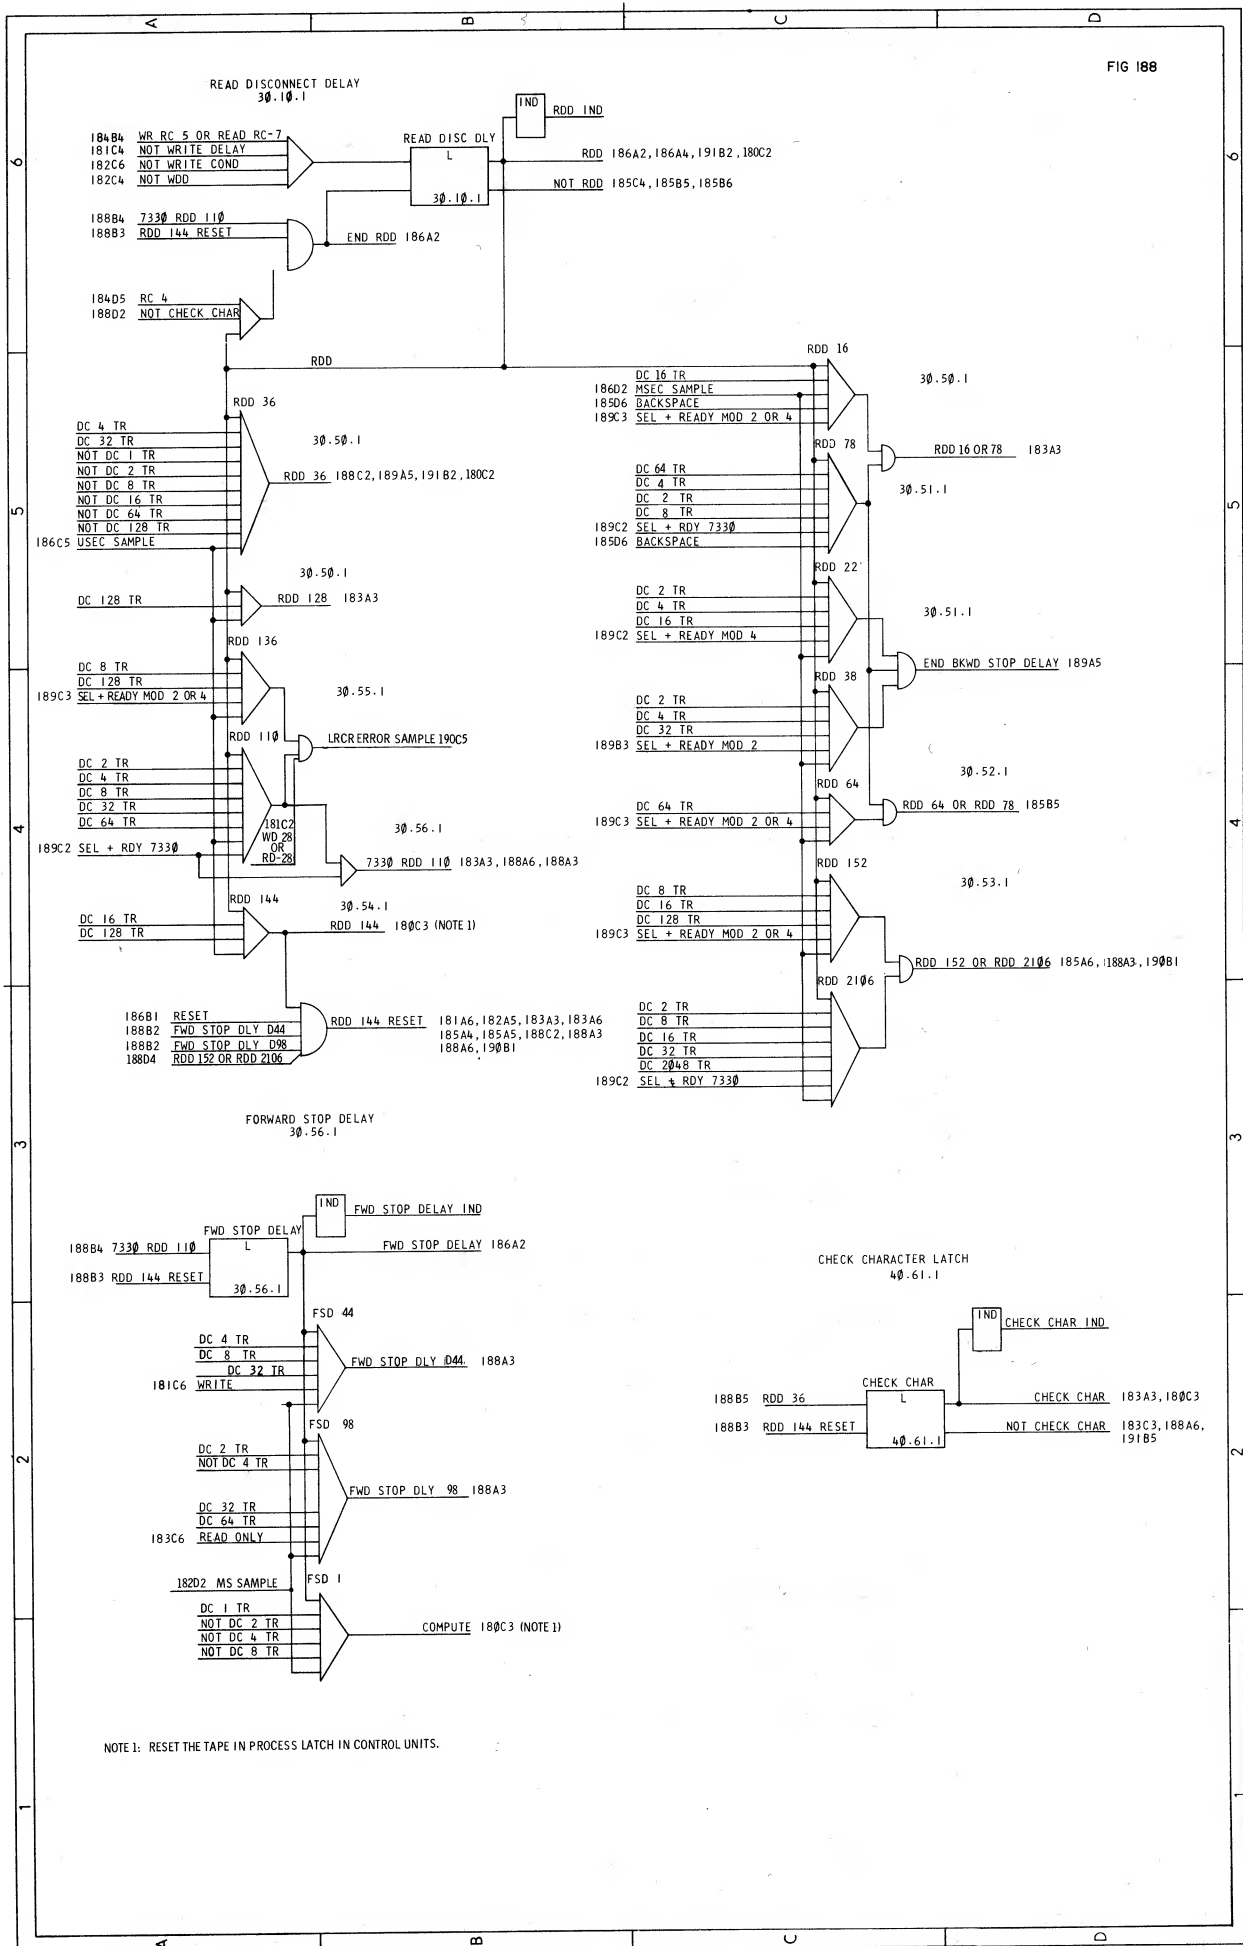 A B C D
FIG 188
READ DISCONNECT DELAY
30.10.1
184B4 WR RC 5 OR READ RC-7
181C4 NOT WRITE DELAY
182C6 NOT WRITE COND
182C4 NOT WDD
READ DISC DLY
L
30.10.1
IND
RDD IND
RDD 186A2,186A4,191B2,180C2
NOT RDD 185C4,185B5,185B6
188B4 7330 RDD 110
188B3 RDD 144 RESET
END RDD 186A2
184D5 RC 4
188D2 NOT CHECK CHAR
RDD
6
6
RDD 36
30.50.1
DC 4 TR
DC 32 TR
NOT DC 1 TR
NOT DC 2 TR
NOT DC 8 TR
NOT DC 16 TR
NOT DC 64 TR
NOT DC 128 TR
186C5 USEC SAMPLE
RDD 36 188C2,189A5,191B2,180C2
30.50.1
DC 128 TR
RDD 128 183A3
RDD 136
DC 8 TR
DC 128 TR
189C3 SEL + READY MOD 2 OR 4
30.55.1
LRCR ERROR SAMPLE 190C5
RDD 110
DC 2 TR
DC 4 TR
DC 8 TR
DC 32 TR
DC 64 TR
189C2 SEL + RDY 7330
181C2
WD 28
OR
RD-28
30.56.1
7330 RDD 110 183A3,188A6,188A3
RDD 144
30.54.1
DC 16 TR
DC 128 TR
RDD 144 180C3 (NOTE 1)
186B1 RESET
188B2 FWD STOP DLY D44
188B2 FWD STOP DLY D98
188D4 RDD 152 OR RDD 2106
RDD 144 RESET 181A6,182A5,183A3,183A6
185A4,185A5,188C2,188A3
188A6,190B1
5
5
RDD 16
30.50.1
DC 16 TR
186D2 MSEC SAMPLE
185D6 BACKSPACE
189C3 SEL + READY MOD 2 OR 4
RDD 16 OR 78 183A3
RDD 78
30.51.1
DC 64 TR
DC 4 TR
DC 2 TR
DC 8 TR
189C2 SEL + RDY 7330
185D6 BACKSPACE
RDD 22
30.51.1
DC 2 TR
DC 4 TR
DC 16 TR
189C2 SEL + READY MOD 4
END BKWD STOP DELAY 189A5
RDD 38
DC 2 TR
DC 4 TR
DC 32 TR
189B3 SEL + READY MOD 2
30.52.1
RDD 64
DC 64 TR
189C3 SEL + READY MOD 2 OR 4
RDD 64 OR RDD 78 185B5
4
4
RDD 152
30.53.1
DC 8 TR
DC 16 TR
DC 128 TR
189C3 SEL + READY MOD 2 OR 4
RDD 152 OR RDD 2106 185A6,188A3,190B1
RDD 2106
DC 2 TR
DC 8 TR
DC 16 TR
DC 32 TR
DC 2048 TR
189C2 SEL + RDY 7330
3
3
FORWARD STOP DELAY
30.56.1
IND
FWD STOP DELAY IND
FWD STOP DELAY
188B4 7330 RDD 110
188B3 RDD 144 RESET
L
30.56.1
FWD STOP DELAY 186A2
FSD 44
DC 4 TR
DC 8 TR
DC 32 TR
181C6 WRITE
FWD STOP DLY D44 188A3
FSD 98
DC 2 TR
NOT DC 4 TR
DC 32 TR
DC 64 TR
183C6 READ ONLY
FWD STOP DLY 98 188A3
182D2 MS SAMPLE
FSD 1
DC 1 TR
NOT DC 2 TR
NOT DC 4 TR
NOT DC 8 TR
COMPUTE 180C3 (NOTE 1)
CHECK CHARACTER LATCH
40.61.1
IND
CHECK CHAR IND
CHECK CHAR
188B5 RDD 36
188B3 RDD 144 RESET
L
40.61.1
CHECK CHAR 183A3,180C3
NOT CHECK CHAR 183C3,188A6,
191B5
2
2
NOTE 1: RESET THE TAPE IN PROCESS LATCH IN CONTROL UNITS.
1
1
A B C D